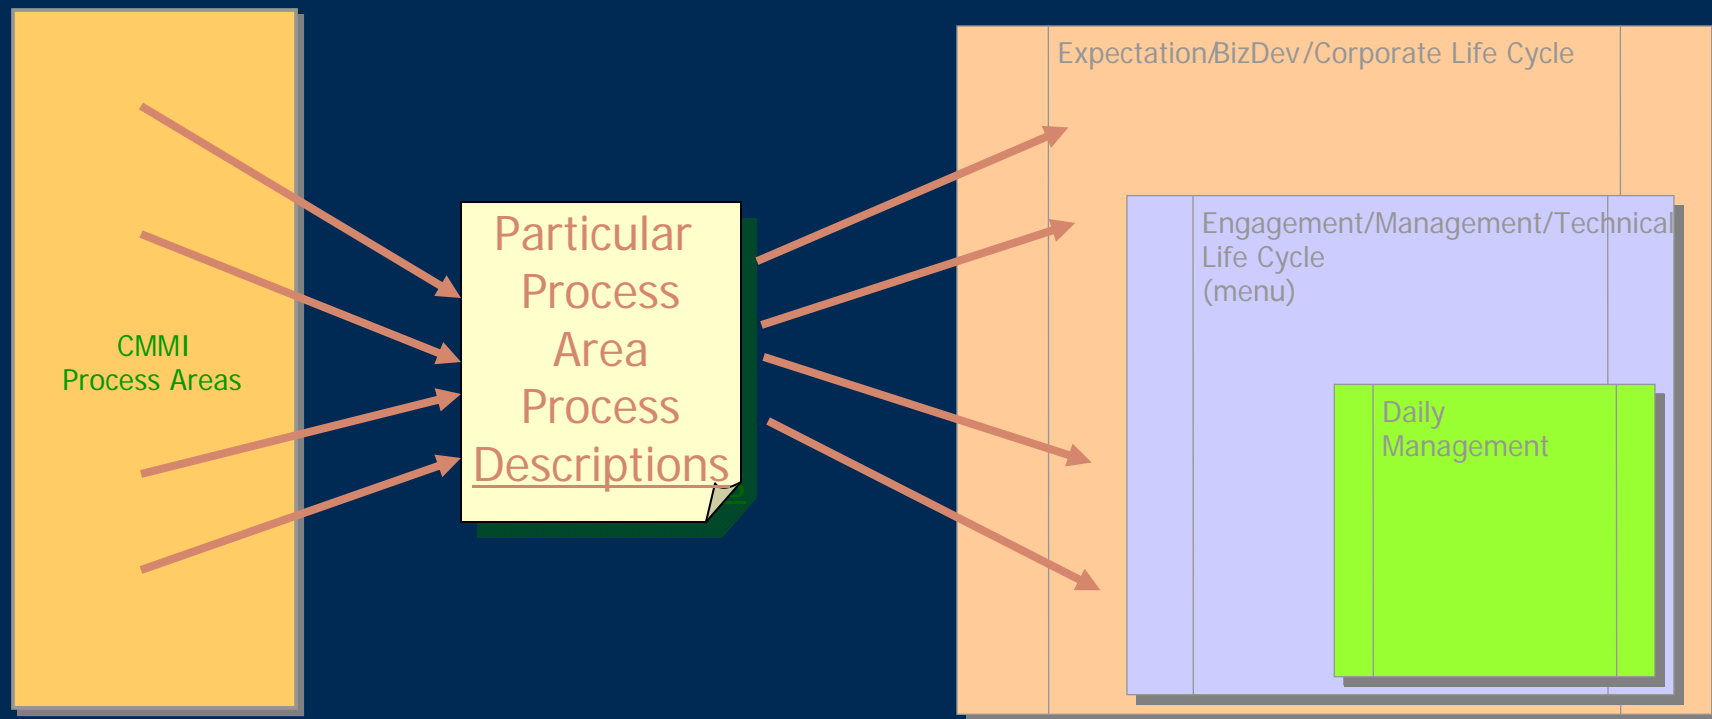 Expectation/BizDev/Corporate Life Cycle
Particular
Process
Area
Process
Descriptions
Engagement/Management/Technical
Life Cycle
(menu)
CMMI
Process Areas
Daily
Management